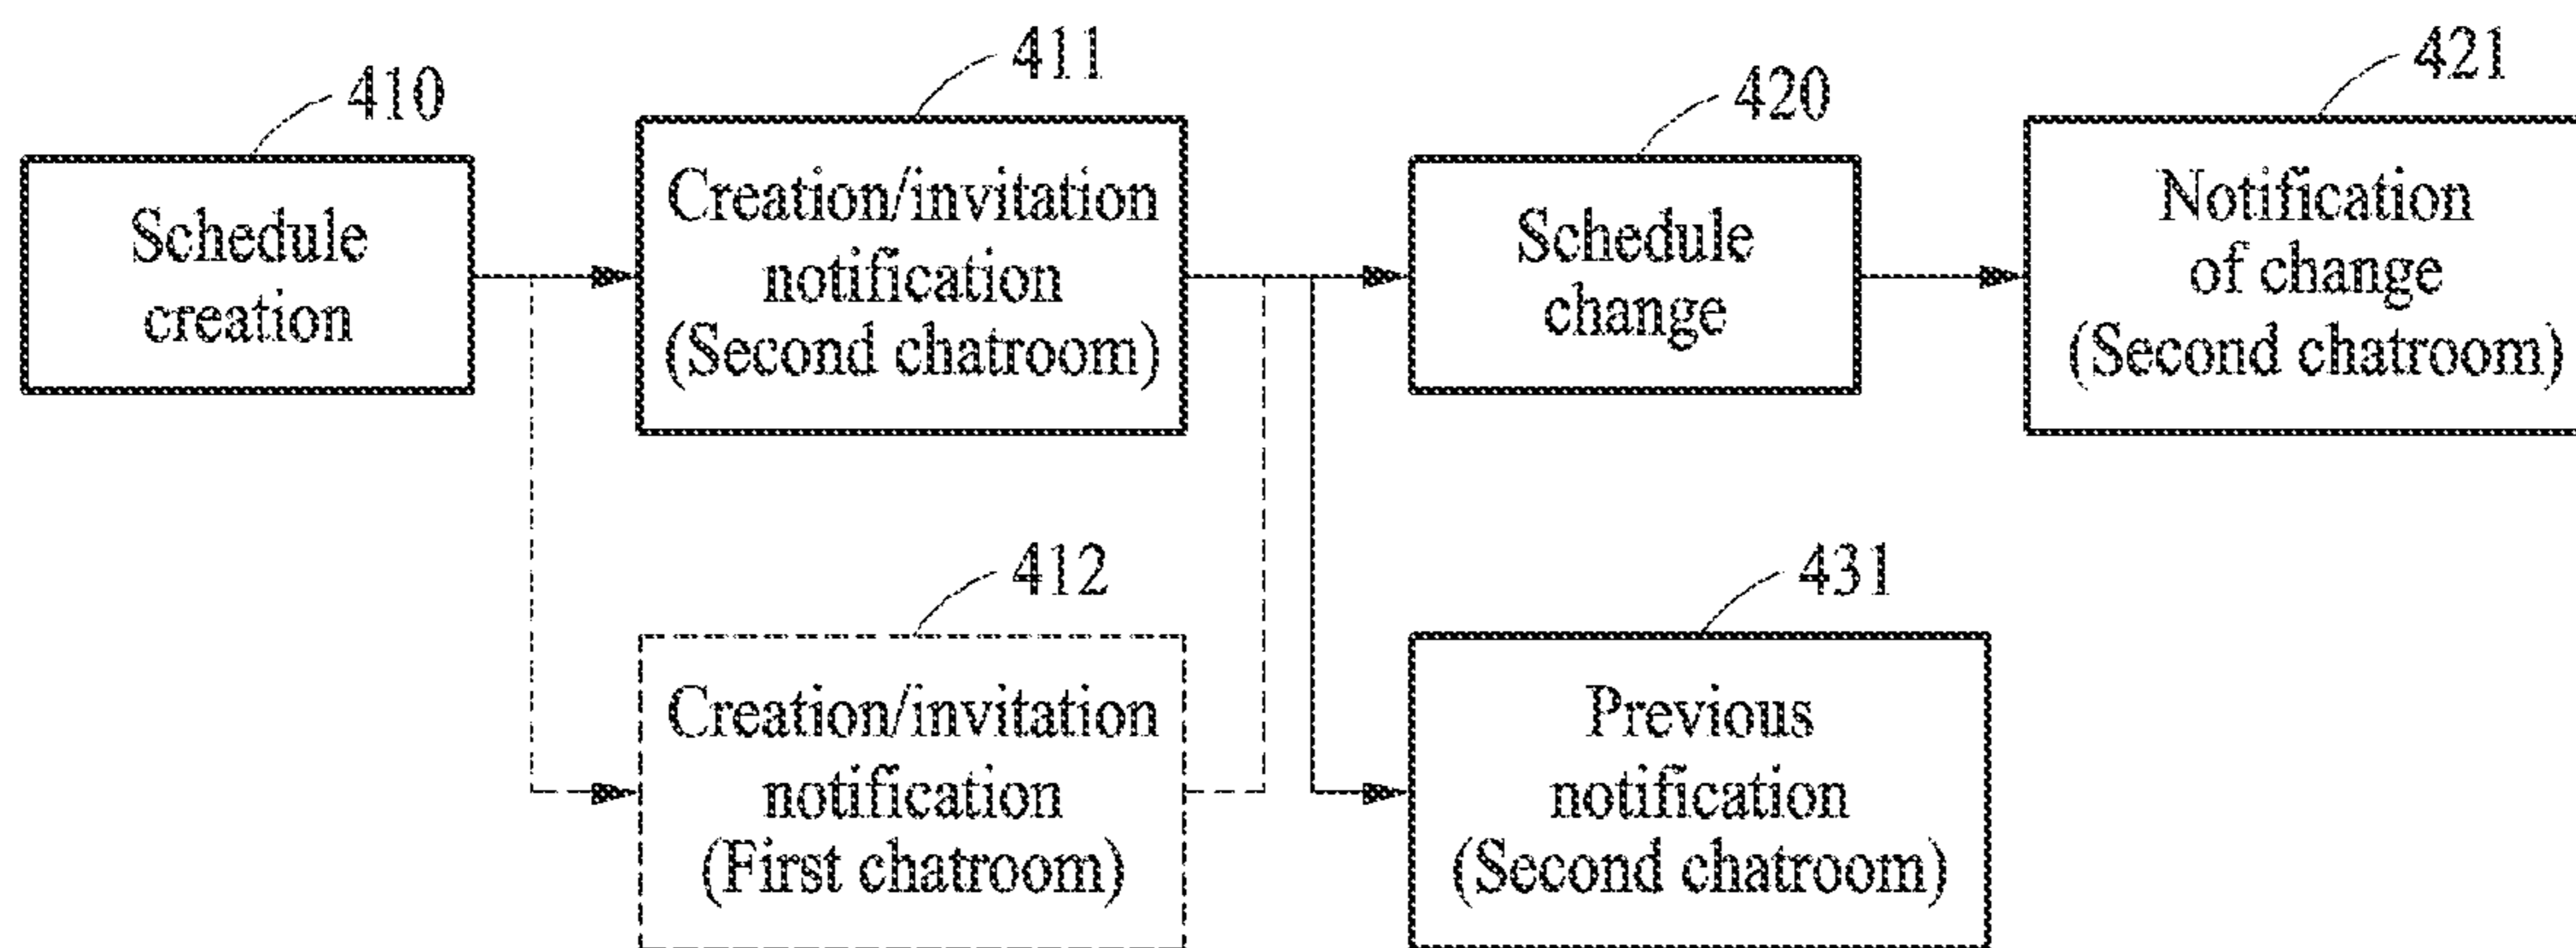 410
Schedule
creation
411
Creation/invitation
notification
(Second chatroom)
420
Schedule
change
421
Notification
of change
(Second chatroom)
412
Creation/invitation
notification
(First chatroom)
431
Previous
notification
(Second chatroom)